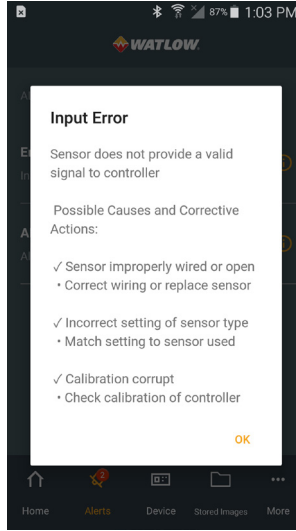 87% 1:03 PM
WATLOW.
Input Error
Sensor does not provide a valid
signal to controller
Possible Causes and Corrective
Actions:
✓ Sensor improperly wired or open
• Correct wiring or replace sensor
✓ Incorrect setting of sensor type
• Match setting to sensor used
✓ Calibration corrupt
• Check calibration of controller
OK
2
Home Alerts Device Stored Images More